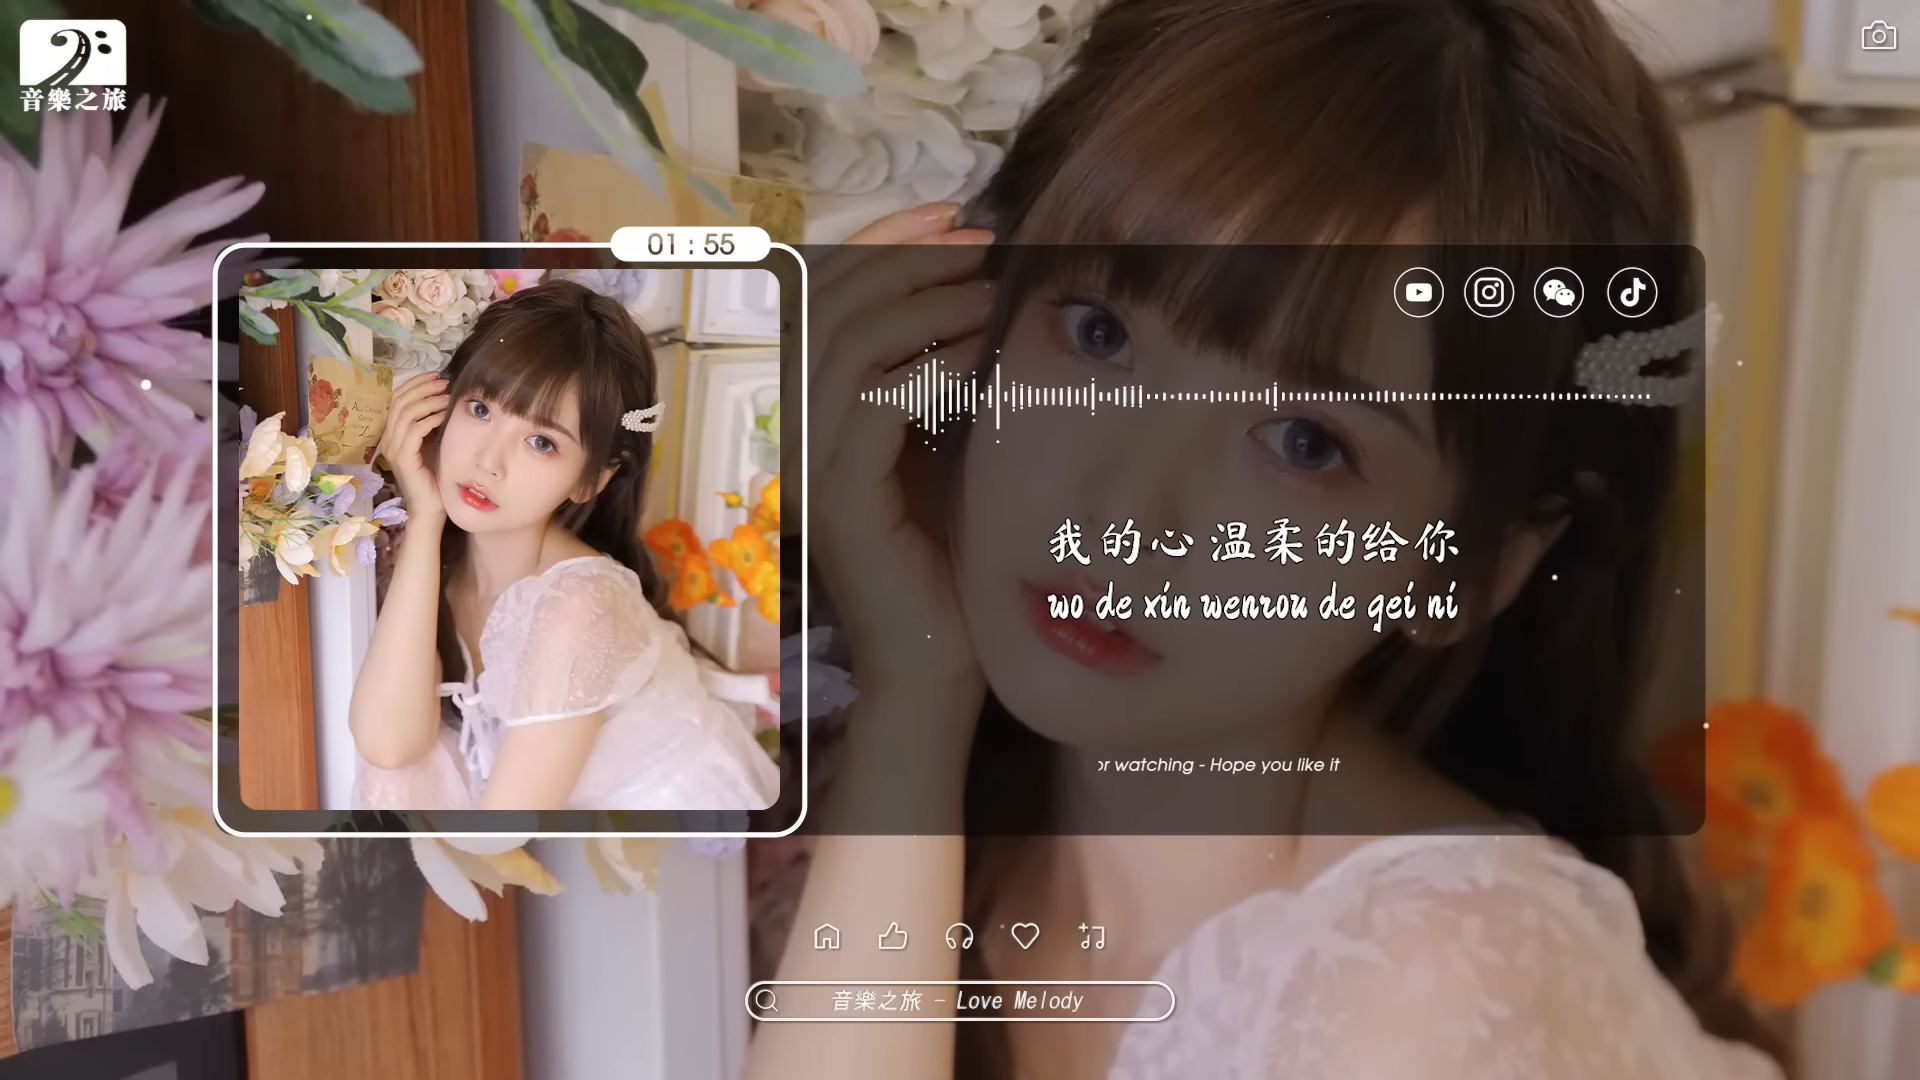 音樂之旅
01 : 55
我的心 温柔的给你
wo de xin wenrou de gei ni
or watching - Hope you like it
音樂之旅 - Love Melody